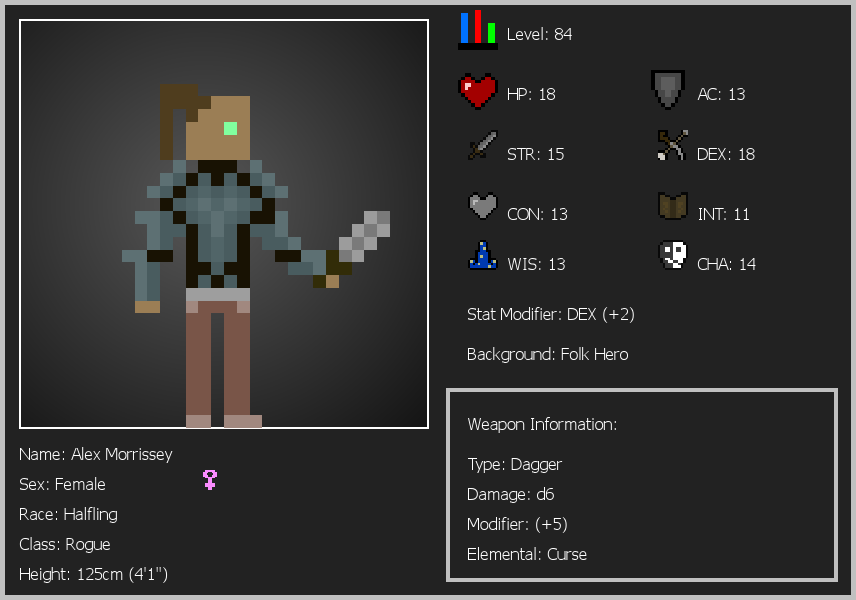 Level: 84
HP: 18
AC: 13
STR: 15
DEX: 18
CON: 13
INT: 11
WIS: 13
CHA: 14
Stat Modifier: DEX (+2)
Background: Folk Hero
Weapon Information:
Type: Dagger
Damage: d6
Modifier: (+5)
Elemental: Curse
Name: Alex Morrissey
Sex: Female
Race: Halfling
Class: Rogue
Height: 125cm (4'1")